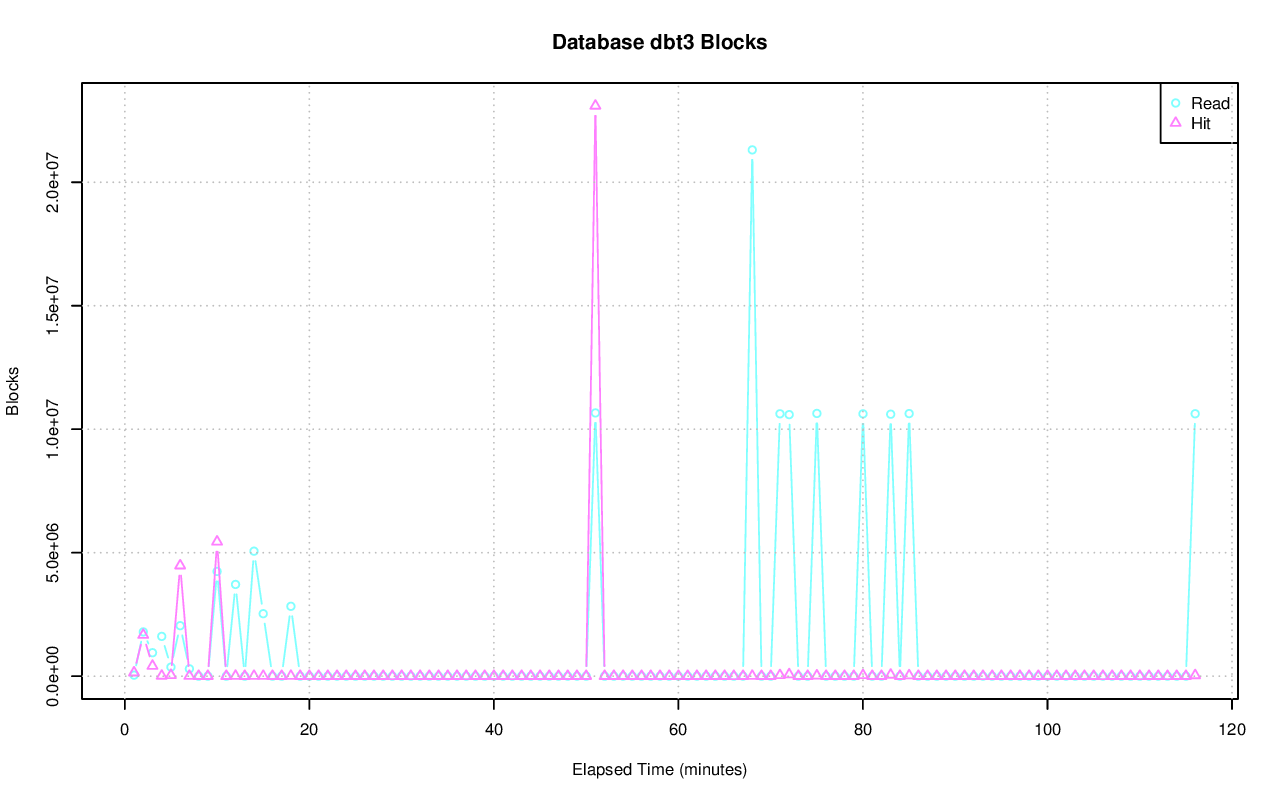 Database dbt3 Blocks
Read
Hit
Blocks
2.0e+07
1.5e+07
1.0e+07
5.0e+06
0.0e+00
0 20 40 60 80 100 120
Elapsed Time (minutes)